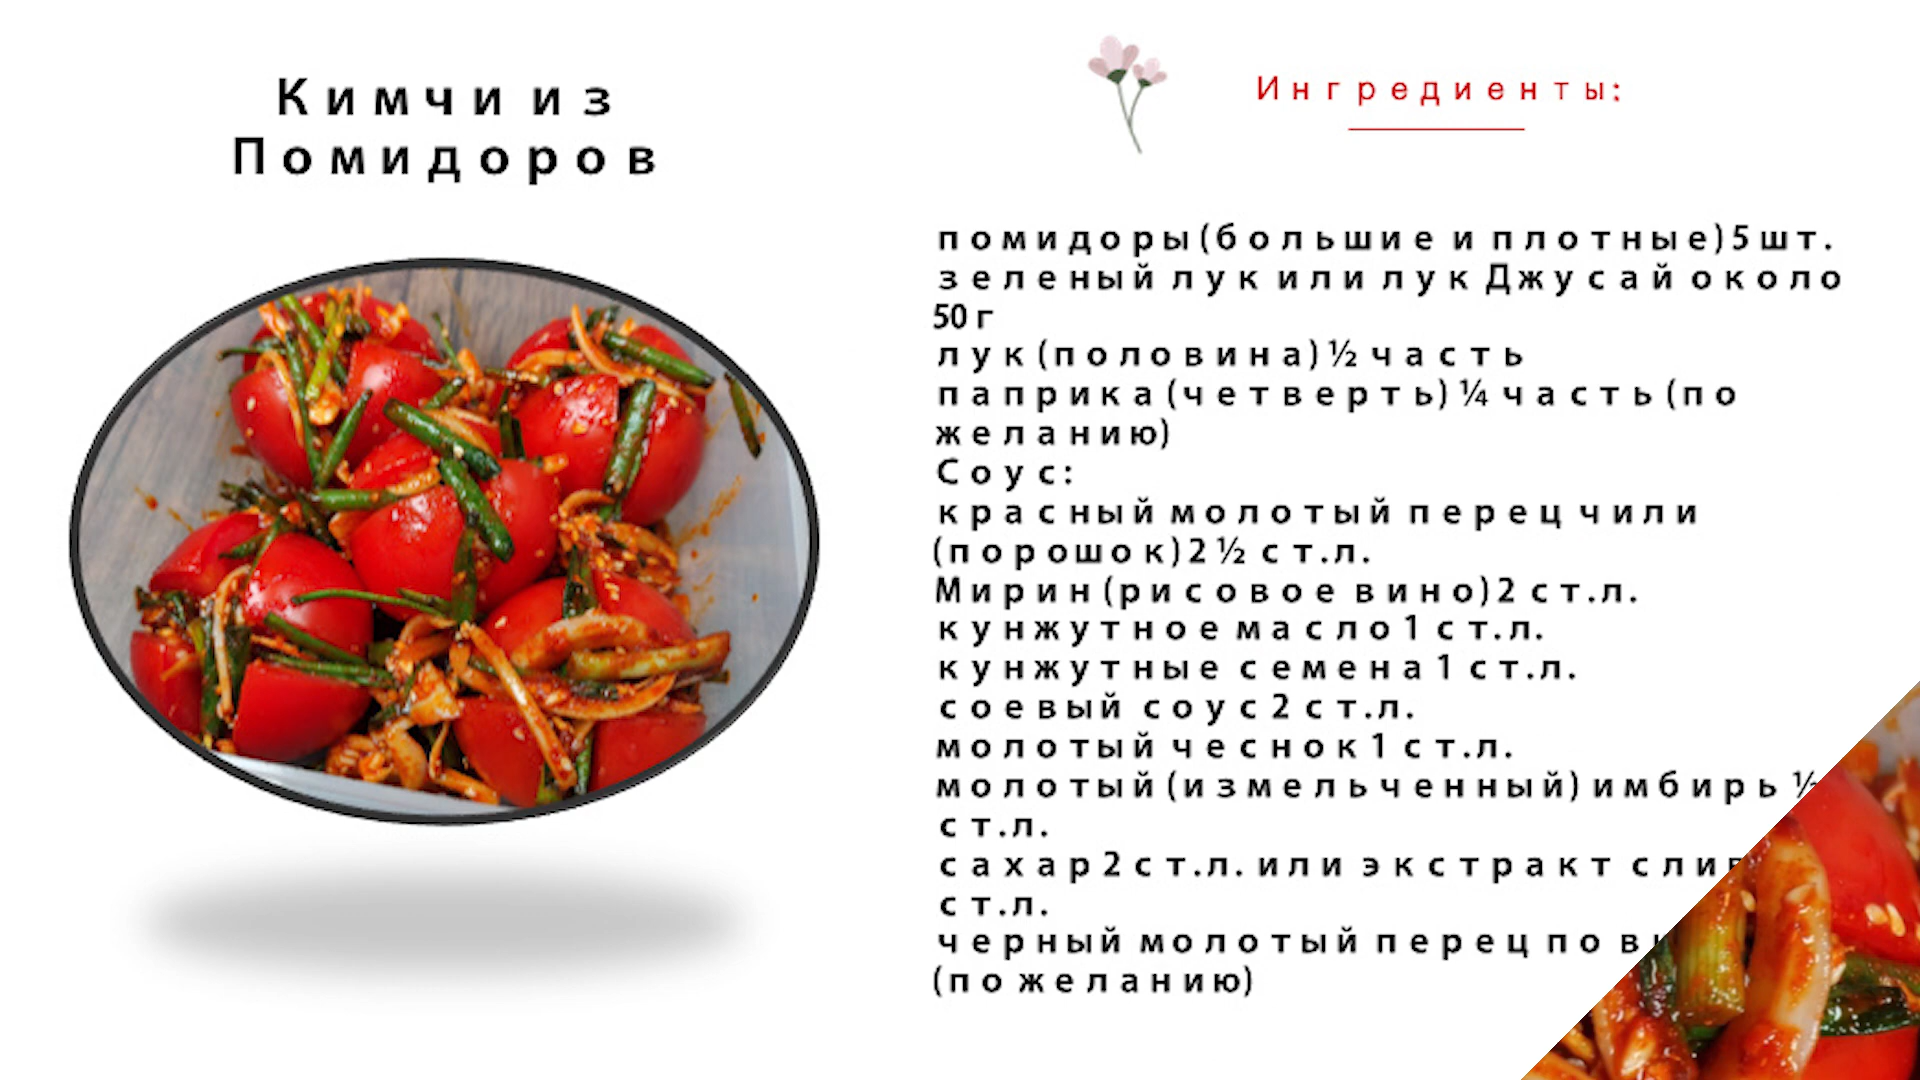 Кимчи из
Помидоров
Ингредиенты:
помидоры (большие и плотные) 5 шт.
зеленый лук или лук Джусай около
50 г
лук (половина) ½ часть
паприка (четверть) ¼ часть (по
желанию)
Соус:
красный молотый перец чили
(порошок) 2 ½ ст.л.
Мирин (рисовое вино) 2 ст.л.
кунжутное масло 1 ст.л.
кунжутные семена 1 ст.л.
соевый соус 2 ст.л.
молотый чеснок 1 ст.л.
молотый (измельченный) имбирь ½
ст.л.
сахар 2 ст.л. или экстракт
ст.л.
черный молотый перец по
(по желанию)